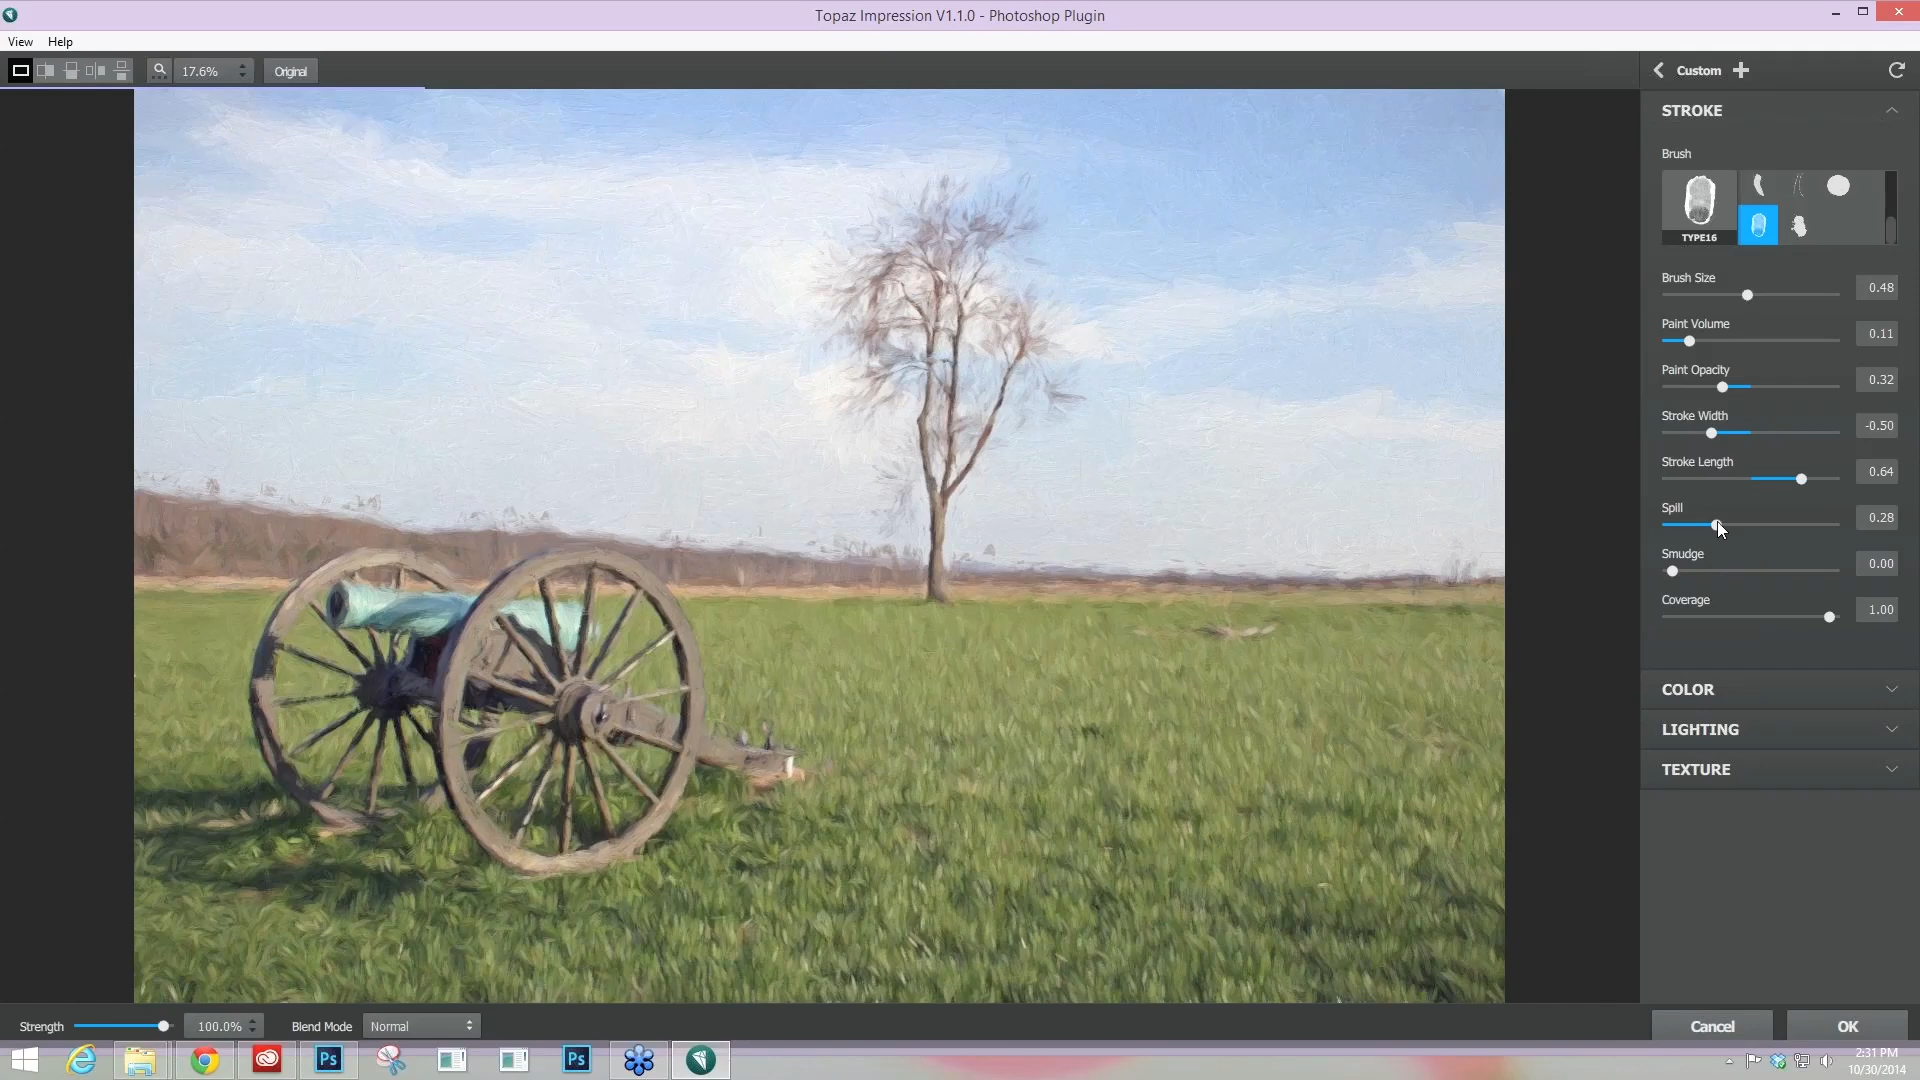 Topaz Impression V1.1.0 - Photoshop Plugin
View Help
17.6% Original
Custom
STROKE
Brush
TYPE16
Brush Size 0.48
Paint Volume 0.11
Paint Opacity 0.32
Stroke Width -0.50
Stroke Length 0.64
Spill 0.28
Smudge 0.00
Coverage 1.00
COLOR
LIGHTING
TEXTURE
Strength 100.0% Blend Mode Normal
Cancel OK
Ps Ps
2:31 PM
10/30/2014